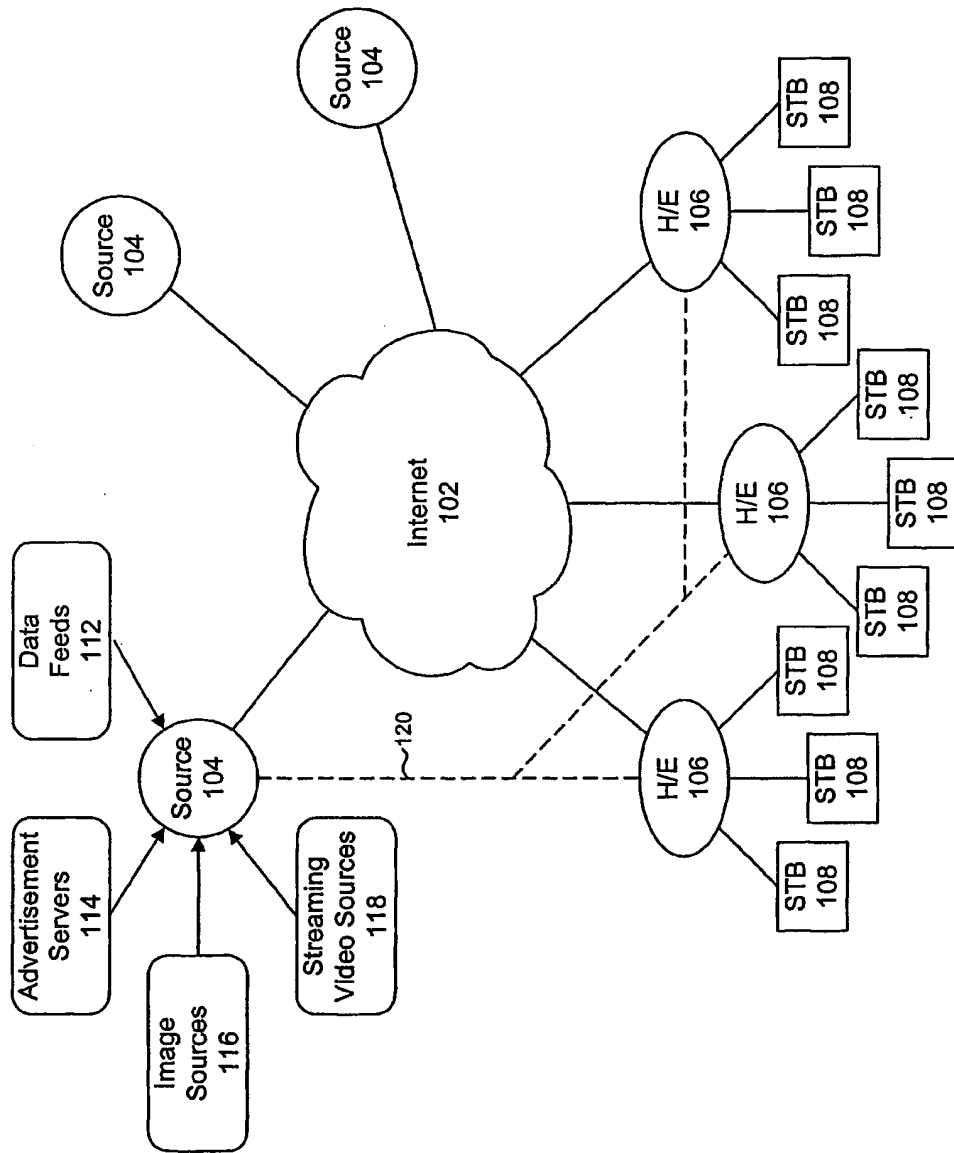 Data
Feeds
112
Advertisement
Servers
114
Image
Sources
116
Streaming
Video Sources
118
Source
104
Source
104
Source
104
120
Internet
102
H/E
106
H/E
106
H/E
106
STB
108
STB
108
STB
108
STB
108
STB
108
STB
108
STB
108
STB
108
STB
108